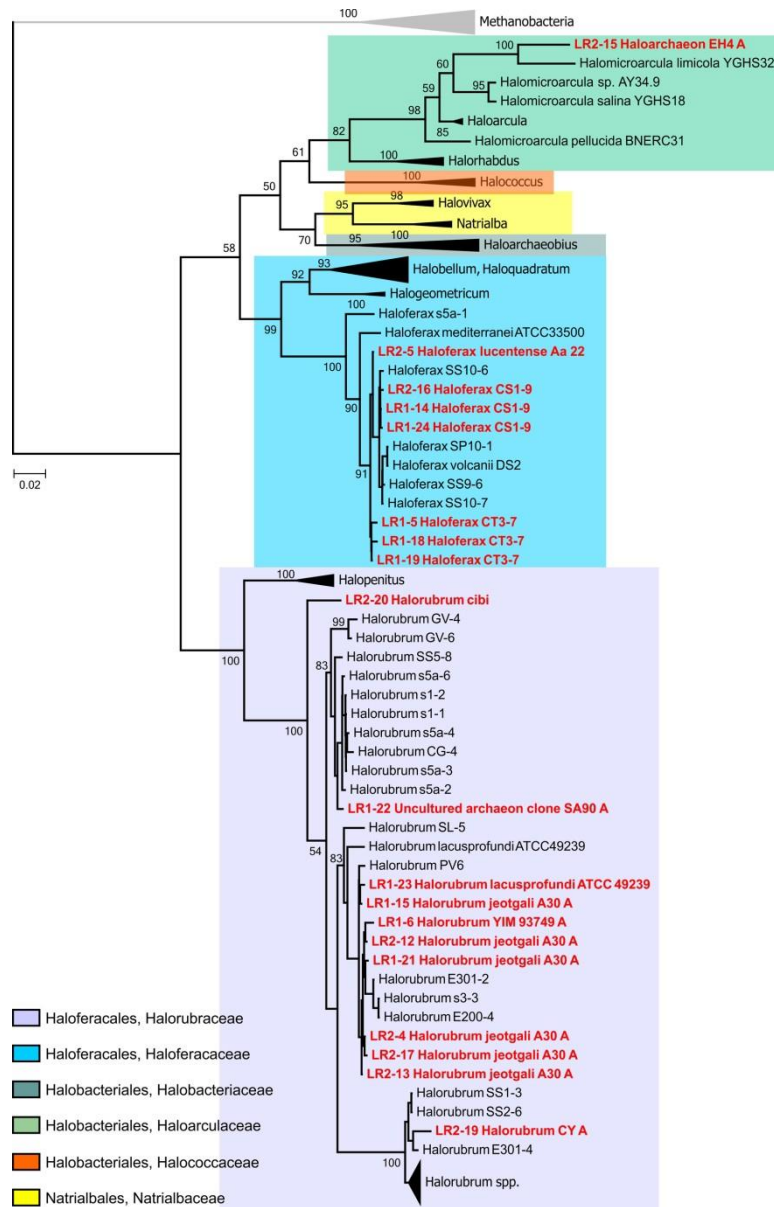 100
Methanobacteria
LR2-15 Haloarchaeon EH4 A
100
Halomicroarcula limicola YGHS32
60
Halomicroarcula sp. AY34.9
95
Halomicroarcula salina YGHS18
59
Haloarcula
98
85
Halomicroarcula pellucida BNERC31
82
100
Halorhabdus
61
100
Halococcus
50
98
Halovivax
95
Natrialba
70
95
100
Haloarchaeobius
58
93
Halobellum, Haloquadratum
92
Halogeometricum
99
100
Haloferax s5a-1
Haloferax mediterranei ATCC33500
100
LR2-5 Haloferax lucentense Aa 22
Haloferax SS10-6
LR2-16 Haloferax CS1-9
90
LR1-14 Haloferax CS1-9
LR1-24 Haloferax CS1-9
Haloferax SP10-1
Haloferax volcanii DS2
91
Haloferax SS9-6
Haloferax SS10-7
0.02
LR1-5 Haloferax CT3-7
LR1-18 Haloferax CT3-7
LR1-19 Haloferax CT3-7
100
Halopenitus
LR2-20 Halorubrum cibi
99
Halorubrum GV-4
Halorubrum GV-6
100
83
Halorubrum SS5-8
Halorubrum s5a-6
Halorubrum s1-2
Halorubrum s1-1
100
Halorubrum s5a-4
Halorubrum CG-4
Halorubrum s5a-3
Halorubrum s5a-2
LR1-22 Uncultured archaeon clone SA90 A
Halorubrum SL-5
54
83
Halorubrum lacusprofundi ATCC49239
Halorubrum PV6
LR1-23 Halorubrum lacusprofundi ATCC 49239
LR1-15 Halorubrum jeotgali A30 A
LR1-6 Halorubrum YIM 93749 A
LR2-12 Halorubrum jeotgali A30 A
LR1-21 Halorubrum jeotgali A30 A
Halorubrum E301-2
Halorubrum s3-3
Halorubrum E200-4
LR2-4 Halorubrum jeotgali A30 A
LR2-17 Halorubrum jeotgali A30 A
LR2-13 Halorubrum jeotgali A30 A
Halorubrum SS1-3
Halorubrum SS2-6
LR2-19 Halorubrum CY A
Halorubrum E301-4
100
Halorubrum spp.
Haloferacales, Halorubraceae
Haloferacales, Haloferacaceae
Halobacteriales, Halobacteriaceae
Halobacteriales, Haloarculaceae
Halobacteriales, Halococcaceae
Natrialbales, Natrialbaceae